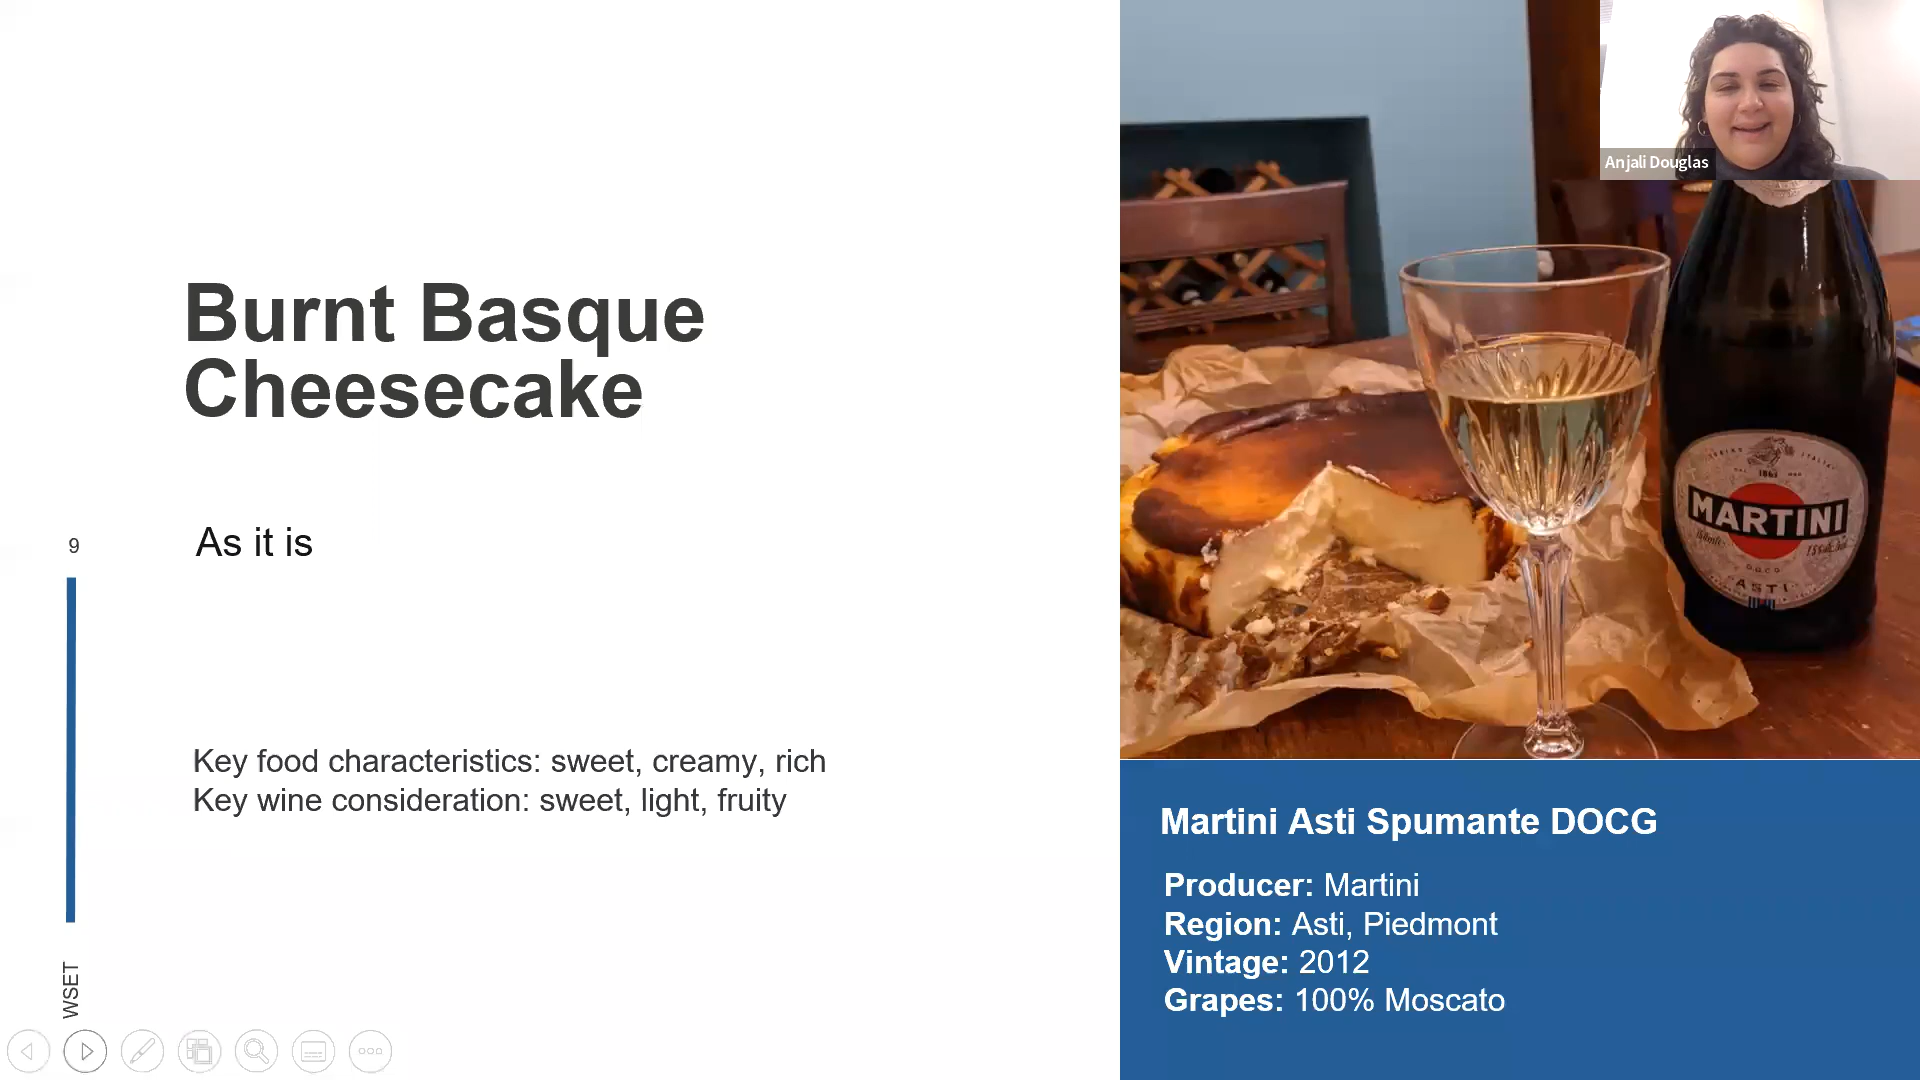 Anjali Douglas
Burnt Basque
Cheesecake
As it is
9
Key food characteristics: sweet, creamy, rich
Key wine consideration: sweet, light, fruity
WSET
1863
MARTINI
D.O.C.G
ASTI
Martini Asti Spumante DOCG
Producer: Martini
Region: Asti, Piedmont
Vintage: 2012
Grapes: 100% Moscato